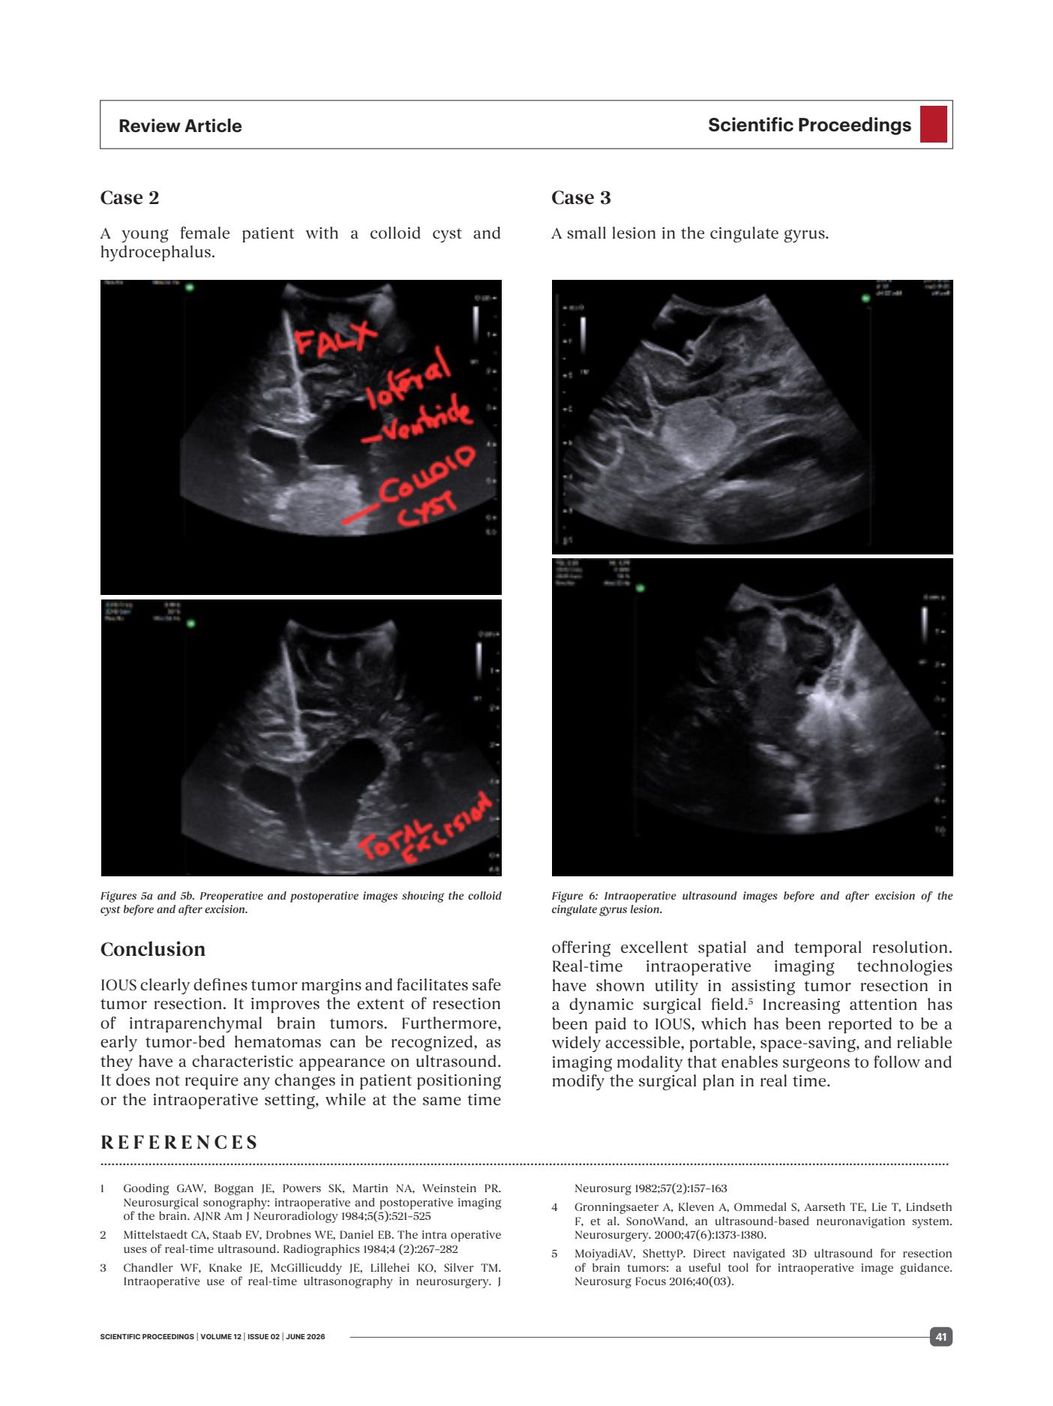 Review Article
Scientific Proceedings
Case 2
A young female patient with a colloid cyst and
hydrocephalus.
FALX
lateral
ventricle
COLLOID
CYST
TOTAL
EXCISION
Figures 5a and 5b. Preoperative and postoperative images showing the colloid
cyst before and after excision.
Case 3
A small lesion in the cingulate gyrus.
Figure 6: Intraoperative ultrasound images before and after excision of the
cingulate gyrus lesion.
Conclusion
IOUS clearly defines tumor margins and facilitates safe
tumor resection. It improves the extent of resection
of intraparenchymal brain tumors. Furthermore,
early tumor-bed hematomas can be recognized, as
they have a characteristic appearance on ultrasound.
It does not require any changes in patient positioning
or the intraoperative setting, while at the same time
offering excellent spatial and temporal resolution.
Real-time intraoperative imaging technologies
have shown utility in assisting tumor resection in
a dynamic surgical field.⁵ Increasing attention has
been paid to IOUS, which has been reported to be a
widely accessible, portable, space-saving, and reliable
imaging modality that enables surgeons to follow and
modify the surgical plan in real time.
REFERENCES
1 Gooding GAW, Boggan JE, Powers SK, Martin NA, Weinstein PR.
Neurosurgical sonography: intraoperative and postoperative imaging
of the brain. AJNR Am J Neuroradiology 1984;5(5):521-525
2 Mittelstaedt CA, Staab EV, Drobnes WE, Daniel EB. The intra operative
uses of real-time ultrasound. Radiographics 1984;4 (2):267-282
3 Chandler WF, Knake JE, McGillicuddy JE, Lillehei KO, Silver TM.
Intraoperative use of real-time ultrasonography in neurosurgery. J
Neurosurg 1982;57(2):157-163
4 Gronningsaeter A, Kleven A, Ommedal S, Aarseth TE, Lie T, Lindseth
F, et al. SonoWand, an ultrasound-based neuronavigation system.
Neurosurgery. 2000;47(6):1373-1380.
5 MoiyadiAV, ShettyP. Direct navigated 3D ultrasound for resection
of brain tumors: a useful tool for intraoperative image guidance.
Neurosurg Focus 2016;40(03).
SCIENTIFIC PROCEEDINGS | VOLUME 12 | ISSUE 02 | JUNE 2026
41